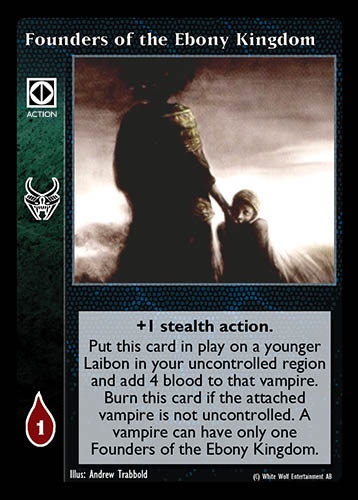 Founders of the Ebony Kingdom
ACTION
+1 stealth action.
Put this card in play on a younger
Laibon in your uncontrolled region
and add 4 blood to that vampire.
Burn this card if the attached
vampire is not uncontrolled. A
vampire can have only one
Founders of the Ebony Kingdom.
1
Illus: Andrew Trabbold
(C) White Wolf Entertainment AB